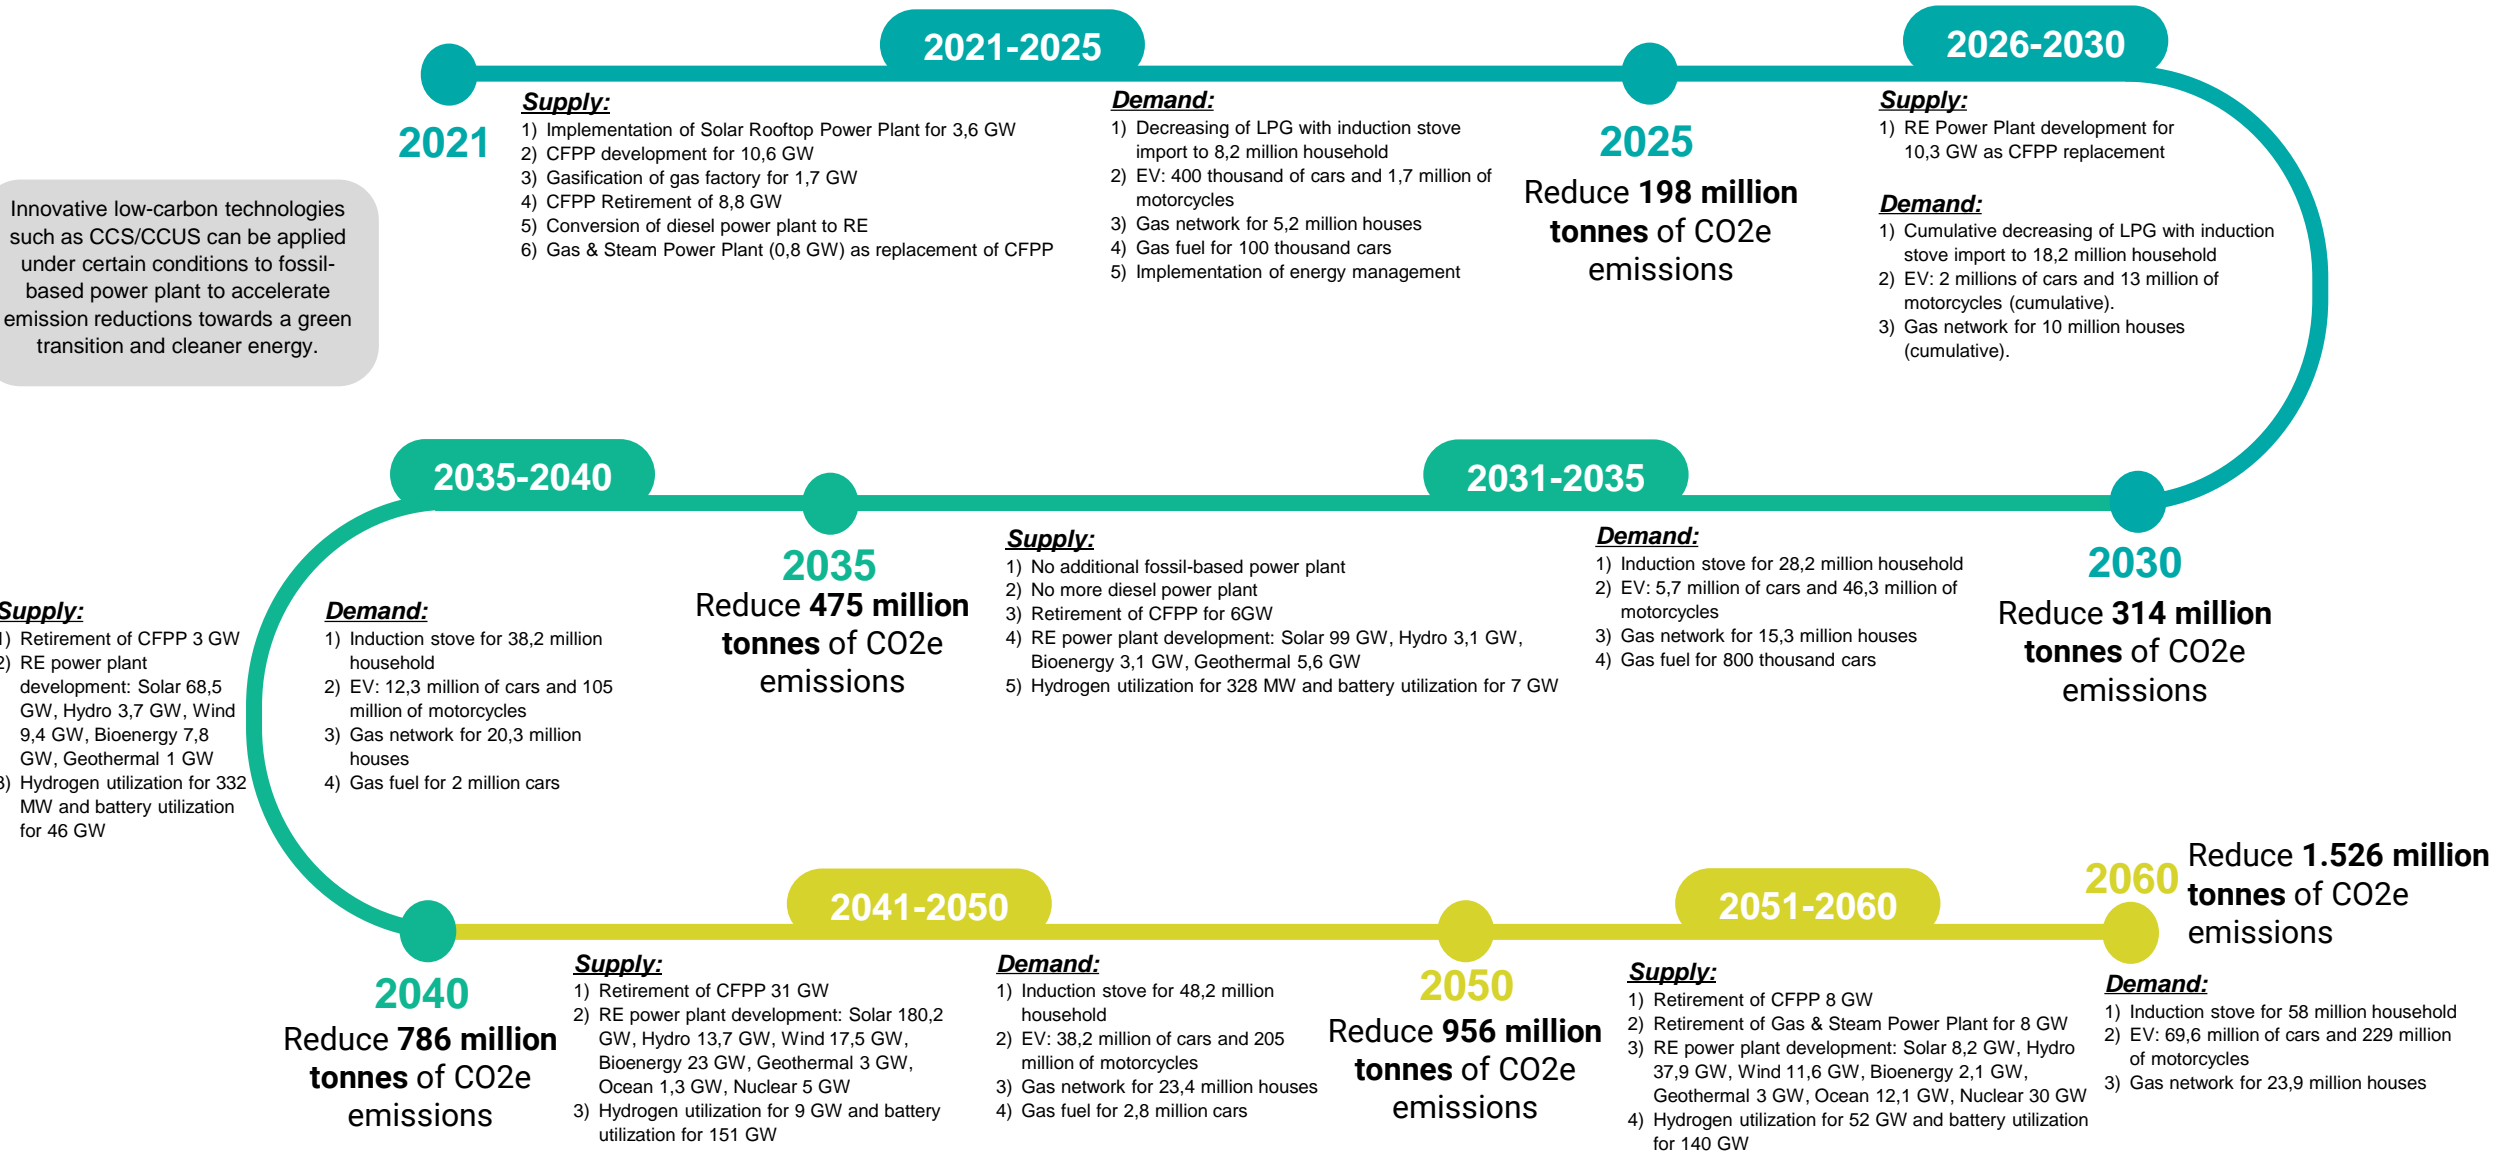 2021-2025
2026-2030
2021
Supply:
1) Implementation of Solar Rooftop Power Plant for 3,6 GW
2) CFPP development for 10,6 GW
3) Gasification of gas factory for 1,7 GW
4) CFPP Retirement of 8,8 GW
5) Conversion of diesel power plant to RE
6) Gas & Steam Power Plant (0,8 GW) as replacement of CFPP
Demand:
1) Decreasing of LPG with induction stove
import to 8,2 million household
2) EV: 400 thousand of cars and 1,7 million of
motorcycles
3) Gas network for 5,2 million houses
4) Gas fuel for 100 thousand cars
5) Implementation of energy management
2025
Reduce 198 million
tonnes of CO2e
emissions
Supply:
1) RE Power Plant development for
10,3 GW as CFPP replacement
Demand:
1) Cumulative decreasing of LPG with induction
stove import to 18,2 million household
2) EV: 2 millions of cars and 13 million of
motorcycles (cumulative).
3) Gas network for 10 million houses
(cumulative).
Innovative low-carbon technologies
such as CCS/CCUS can be applied
under certain conditions to fossil-
based power plant to accelerate
emission reductions towards a green
transition and cleaner energy.
2035-2040
2031-2035
2030
Reduce 314 million
tonnes of CO2e
emissions
Supply:
1) No additional fossil-based power plant
2) No more diesel power plant
3) Retirement of CFPP for 6GW
4) RE power plant development: Solar 99 GW, Hydro 3,1 GW,
Bioenergy 3,1 GW, Geothermal 5,6 GW
5) Hydrogen utilization for 328 MW and battery utilization for 7 GW
Demand:
1) Induction stove for 28,2 million household
2) EV: 5,7 million of cars and 46,3 million of
motorcycles
3) Gas network for 15,3 million houses
4) Gas fuel for 800 thousand cars
2035
Reduce 475 million
tonnes of CO2e
emissions
Supply:
1) Retirement of CFPP 3 GW
2) RE power plant
development: Solar 68,5
GW, Hydro 3,7 GW, Wind
9,4 GW, Bioenergy 7,8
GW, Geothermal 1 GW
3) Hydrogen utilization for 332
MW and battery utilization
for 46 GW
Demand:
1) Induction stove for 38,2 million
household
2) EV: 12,3 million of cars and 105
million of motorcycles
3) Gas network for 20,3 million
houses
4) Gas fuel for 2 million cars
2041-2050
2051-2060
2040
Reduce 786 million
tonnes of CO2e
emissions
Supply:
1) Retirement of CFPP 31 GW
2) RE power plant development: Solar 180,2
GW, Hydro 13,7 GW, Wind 17,5 GW,
Bioenergy 23 GW, Geothermal 3 GW,
Ocean 1,3 GW, Nuclear 5 GW
3) Hydrogen utilization for 9 GW and battery
utilization for 151 GW
Demand:
1) Induction stove for 48,2 million
household
2) EV: 38,2 million of cars and 205
million of motorcycles
3) Gas network for 23,4 million houses
4) Gas fuel for 2,8 million cars
2050
Reduce 956 million
tonnes of CO2e
emissions
Supply:
1) Retirement of CFPP 8 GW
2) Retirement of Gas & Steam Power Plant for 8 GW
3) RE power plant development: Solar 8,2 GW, Hydro
37,9 GW, Wind 11,6 GW, Bioenergy 2,1 GW,
Geothermal 3 GW, Ocean 12,1 GW, Nuclear 30 GW
4) Hydrogen utilization for 52 GW and battery utilization
for 140 GW
2060
Reduce 1.526 million
tonnes of CO2e
emissions
Demand:
1) Induction stove for 58 million household
2) EV: 69,6 million of cars and 229 million
of motorcycles
3) Gas network for 23,9 million houses